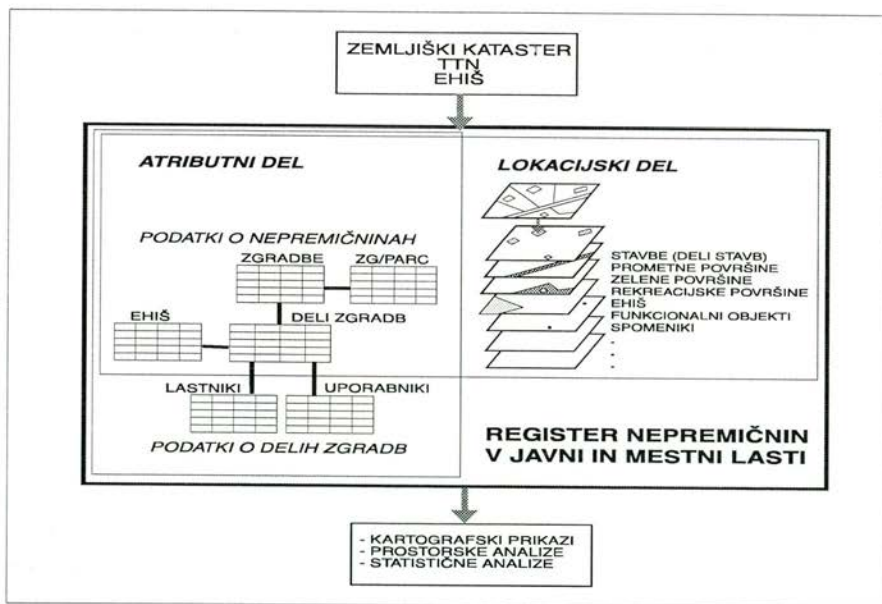 ZEMLJIŠKI KATASTER
TTN
EHIŠ
ATRIBUTNI DEL
PODATKI O NEPREMIČNINAH
ZGRADBE
ZG/PARC
EHIŠ
DELI ZGRADB
LASTNIKI
UPORABNIKI
PODATKI O DELIH ZGRADB
LOKACIJSKI DEL
STAVBE (DELI STAVB)
PROMETNE POVRŠINE
ZELENE POVRŠINE
REKREACIJSKE POVRŠINE
EHIŠ
FUNKCIONALNI OBJEKTI
SPOMENIKI
-
-
-
REGISTER NEPREMIČNIN
V JAVNI IN MESTNI LASTI
- KARTOGRAFSKI PRIKAZI
- PROSTORSKE ANALIZE
- STATISTIČNE ANALIZE